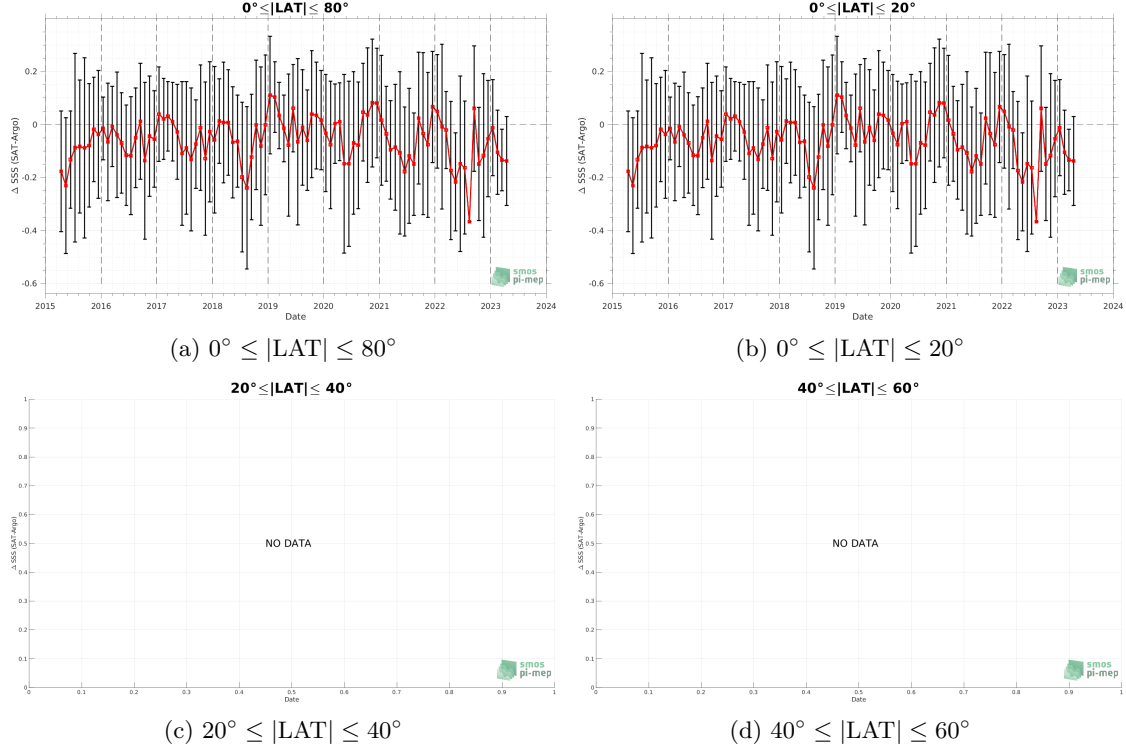 0°≤|LAT|≤ 80°
Δ SSS (SAT-Argo)
0.2
0
-0.2
-0.4
-0.6
2015 2016 2017 2018 2019 2020 2021 2022 2023 2024
Date
smos
pi-mep
(a) 0° ≤ |LAT| ≤ 80°
0°≤|LAT|≤ 20°
Δ SSS (SAT-Argo)
0.2
0
-0.2
-0.4
-0.6
2015 2016 2017 2018 2019 2020 2021 2022 2023 2024
Date
smos
pi-mep
(b) 0° ≤ |LAT| ≤ 20°
20°≤|LAT|≤ 40°
Δ SSS (SAT-Argo)
1
0.9
0.8
0.7
0.6
0.5
0.4
0.3
0.2
0.1
0
NO DATA
0 0.1 0.2 0.3 0.4 0.5 0.6 0.7 0.8 0.9 1
Date
smos
pi-mep
(c) 20° ≤ |LAT| ≤ 40°
40°≤|LAT|≤ 60°
Δ SSS (SAT-Argo)
1
0.9
0.8
0.7
0.6
0.5
0.4
0.3
0.2
0.1
0
NO DATA
0 0.1 0.2 0.3 0.4 0.5 0.6 0.7 0.8 0.9 1
Date
smos
pi-mep
(d) 40° ≤ |LAT| ≤ 60°